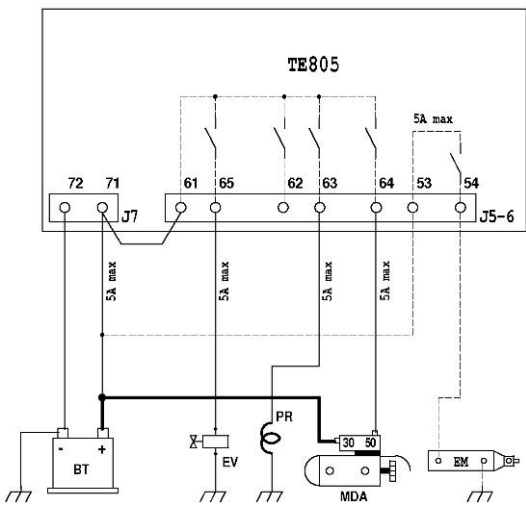 TE805
5A max
72 71 61 65 62 63 64 53 54
J7 J5-6
5A max 5A max 5A max 5A max
PR
30 50
- + EV EM
BT
MDA